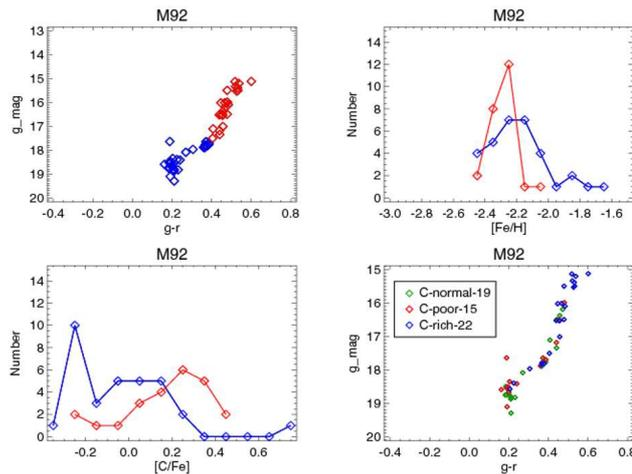 M92
13
14
15
16
17
18
19
20
g_mag
-0.4 -0.2 0.0 0.2 0.4 0.6 0.8
g-r
M92
14
12
10
8
6
4
2
0
Number
-3.0 -2.8 -2.6 -2.4 -2.2 -2.0 -1.8 -1.6
[Fe/H]
M92
14
12
10
8
6
4
2
0
Number
-0.2 0.0 0.2 0.4 0.6
[C/Fe]
M92
15
16
17
18
19
20
g_mag
C-normal-19
C-poor-15
C-rich-22
-0.4 -0.2 0.0 0.2 0.4 0.6 0.8
g-r